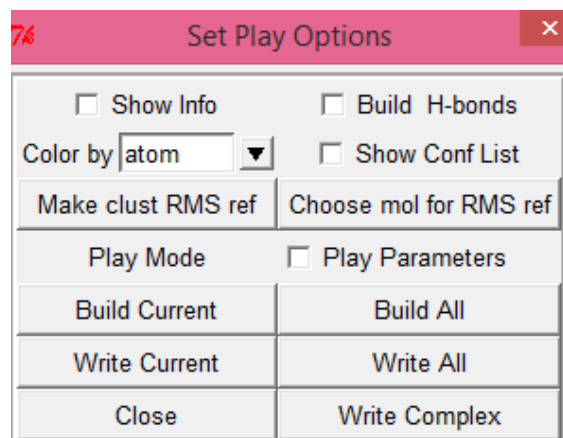 7k Set Play Options
Show Info Build H-bonds
Color by atom Show Conf List
Make clust RMS ref Choose mol for RMS ref
Play Mode Play Parameters
Build Current Build All
Write Current Write All
Close Write Complex